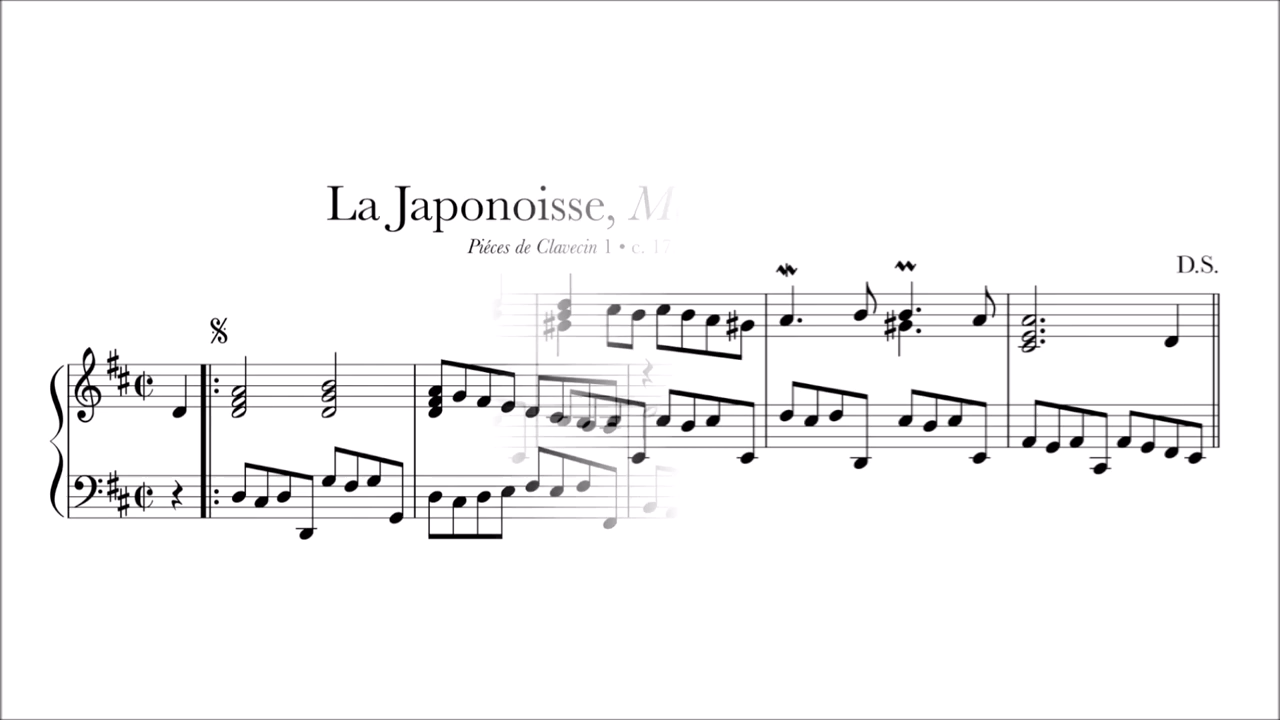 La Japonoisse,
Piéces de Clavecin 1 • c. 17
D.S.